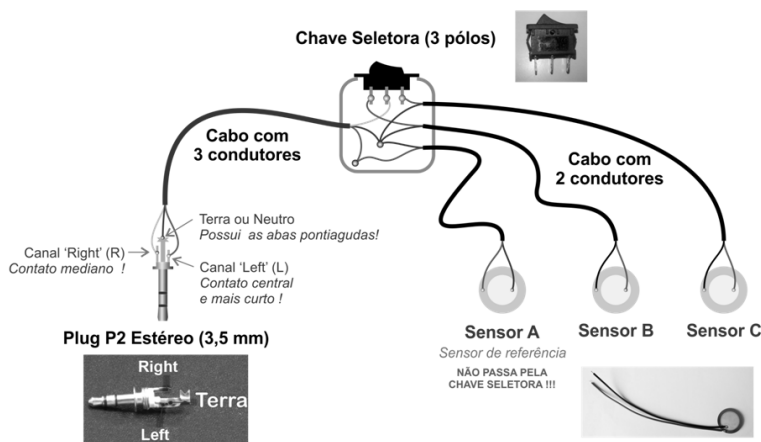 Chave Seletora (3 pólos)
Cabo com
3 condutores
Cabo com
2 condutores
Terra ou Neutro
Possui as abas pontiagudas!
Canal 'Right' (R)
Contato mediano !
Canal 'Left' (L)
Contato central
e mais curto !
Plug P2 Estéreo (3,5 mm)
Right
Terra
Left
Sensor A
Sensor de referência
NÃO PASSA PELA
CHAVE SELETORA !!!
Sensor B
Sensor C